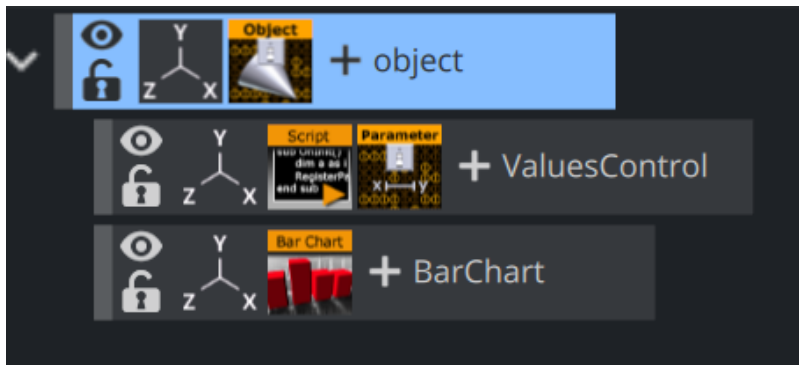 Y
Z X
Object
object
Y
Z X
Script
sub OnInit()
dim a as i
RegisterPa
end sub
Parameter
x y
ValuesControl
Y
Z X
Bar Chart
BarChart